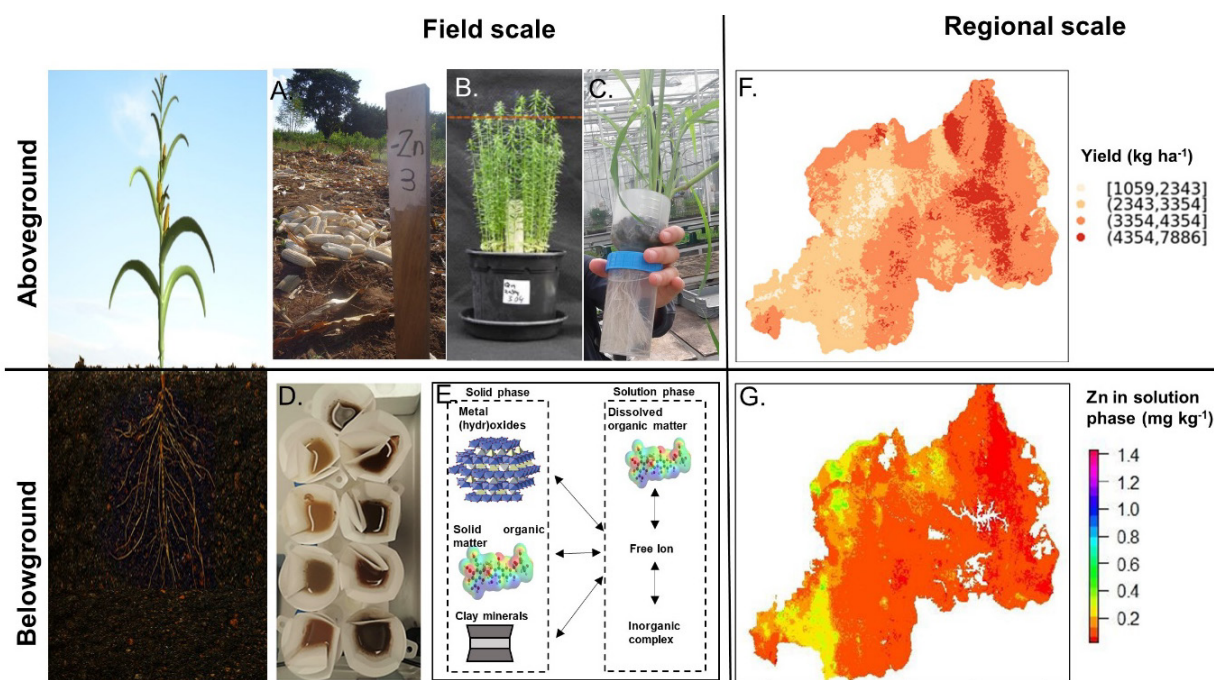 Field scale
Regional scale
Aboveground
Belowground
A.
-Zn
3
B.
C.
D.
E
Solid phase
Metal
(hydr)oxIdes
Solid organic
matter
Clay minerals
Solution phase
Dissolved
organic matter
Free Ion
Inorganic
complex
F.
Yield (kg ha⁻¹)
[1059,2343]
(2343,3354]
(3354,4354]
(4354,7886]
G.
Zn in solution
phase (mg kg⁻¹)
1.4
1.2
1.0
0.8
0.6
0.4
0.2